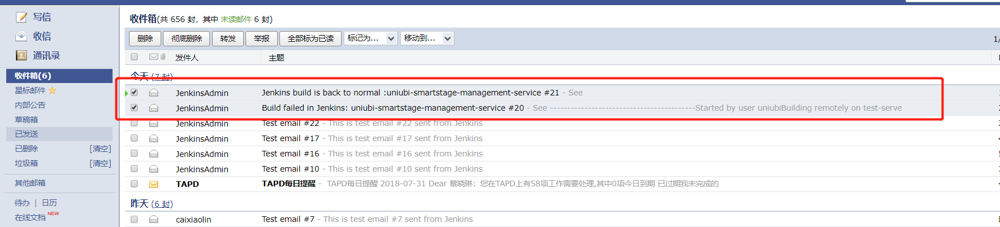 写信
收信
通讯录
收件箱(6)
星标邮件
内部公告
草稿箱
已发送
已删除 [清空]
垃圾箱 [清空]
其他邮箱
待办 | 日历
在线文档 NEW
收件箱(共 656 封，其中 未读邮件 6 封)
删除 彻底删除 转发 举报 全部标为已读 标记为... 移动到... 1/
发件人 主题
今天 (7 封)
JenkinsAdmin Jenkins build is back to normal :uniubi-smartstage-management-service #21 - See
JenkinsAdmin Build failed in Jenkins: uniubi-smartstage-management-service #20 - See ------------------------------------------Started by user uniubiBuilding remotely on test-serve
JenkinsAdmin Test email #22 - This is test email #22 sent from Jenkins
JenkinsAdmin Test email #17 - This is test email #17 sent from Jenkins
JenkinsAdmin Test email #16 - This is test email #16 sent from Jenkins
JenkinsAdmin Test email #10 - This is test email #10 sent from Jenkins
TAPD TAPD每日提醒 - TAPD每日提醒 2018-07-31 Dear 蔡晓琳：您在TAPD上有58项工作需要处理,其中0项今日到期 已过期我未完成的
昨天 (6 封)
caixiaolin Test email #7 - This is test email #7 sent from Jenkins